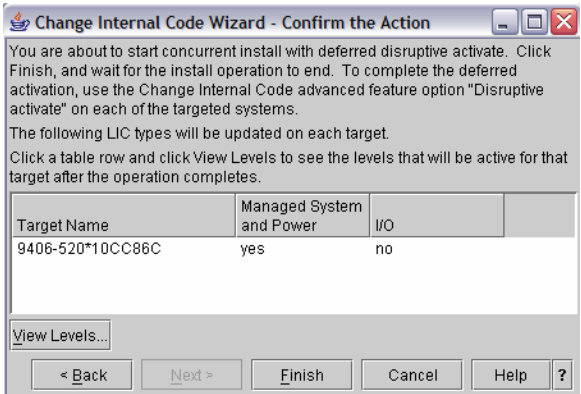 Change Internal Code Wizard - Confirm the Action
You are about to start concurrent install with deferred disruptive activate. Click
Finish, and wait for the install operation to end. To complete the deferred
activation, use the Change Internal Code advanced feature option "Disruptive
activate" on each of the targeted systems.
The following LIC types will be updated on each target.
Click a table row and click View Levels to see the levels that will be active for that
target after the operation completes.
Target Name Managed System and Power I/O
9406-520*10CC86C yes no
View Levels...
< Back Next > Finish Cancel Help ?